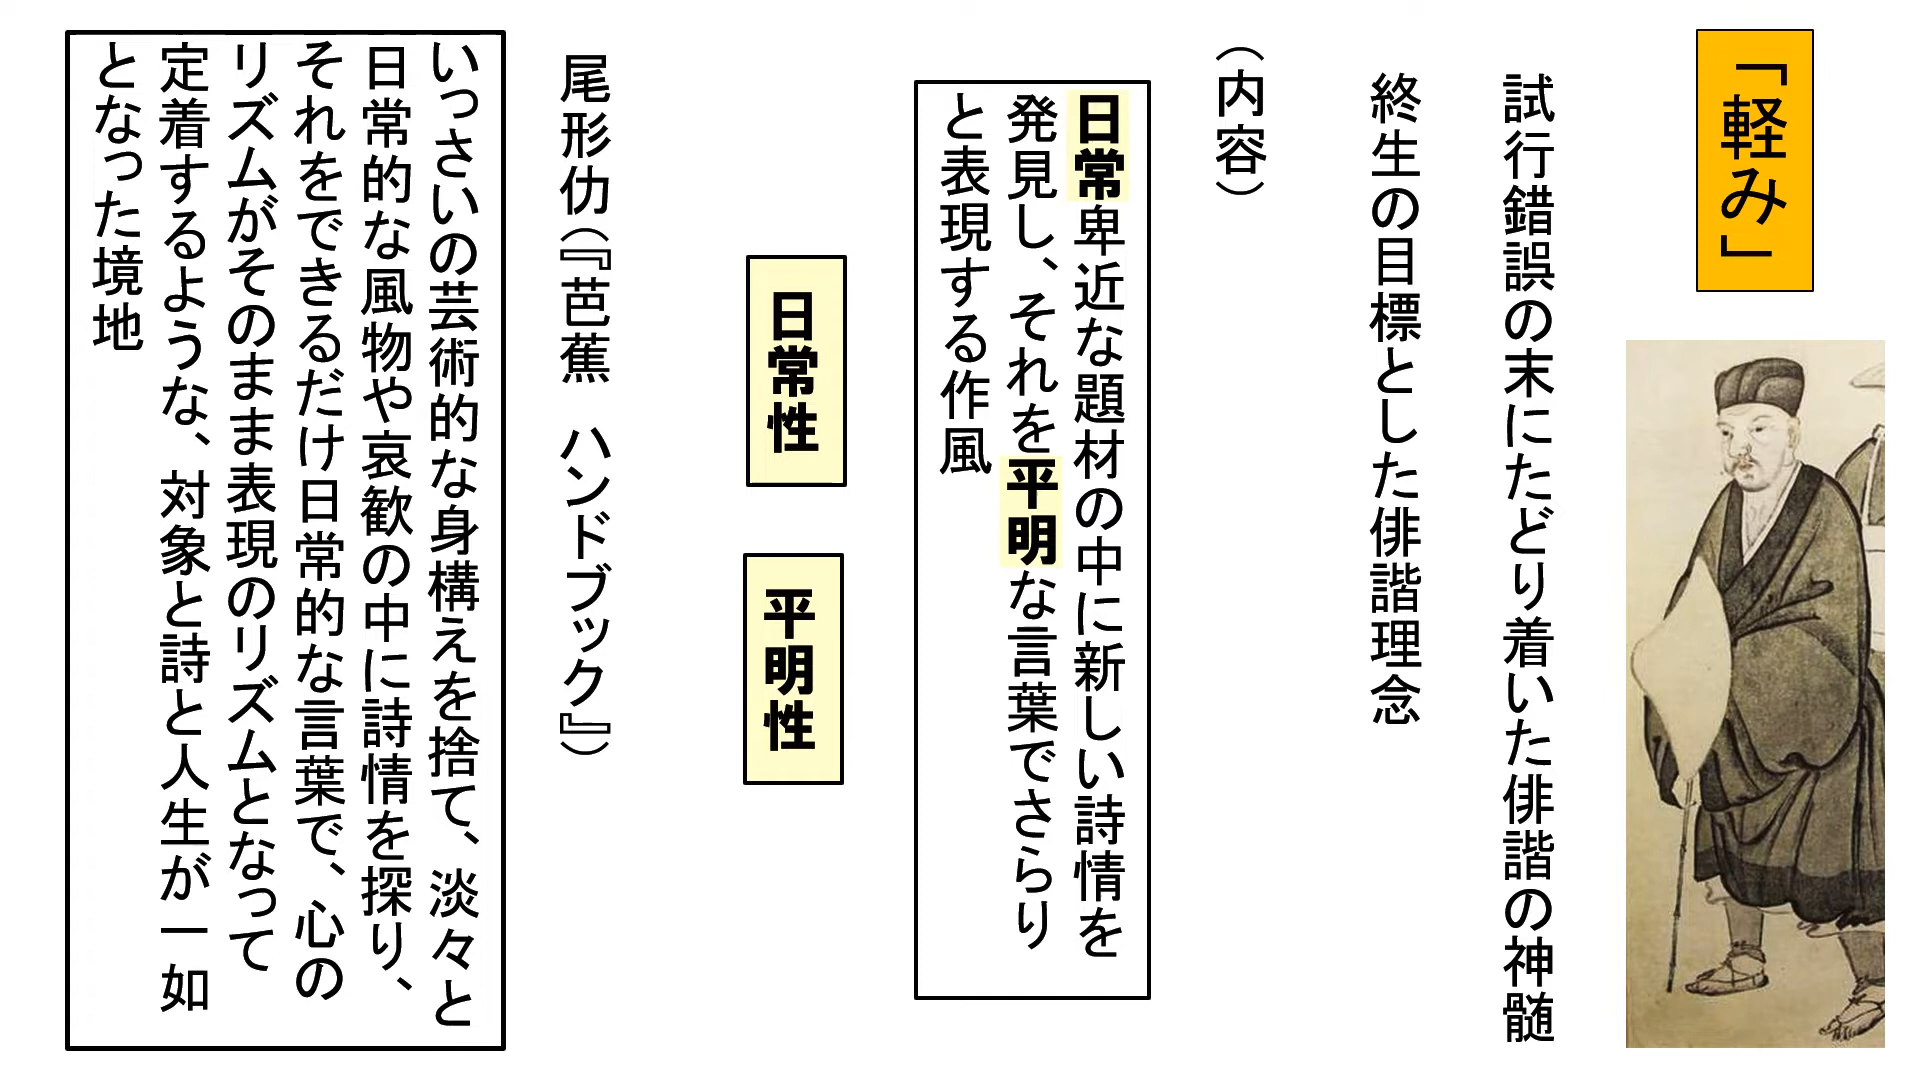 「軽み」
試行錯誤の末にたどり着いた俳諧の神髄
終生の目標とした俳諧理念
（内容）
日常卑近な題材の中に新しい詩情を
発見し、それを平明な言葉でさらり
と表現する作風
日常性
平明性
尾形仂（『芭蕉　ハンドブック』）
いっさいの芸術的な身構えを捨て、淡々と
日常的な風物や哀歓の中に詩情を探り、
それをできるだけ日常的な言葉で、心の
リズムがそのまま表現のリズムとなって
定着するような、対象と詩と人生が一如
となった境地